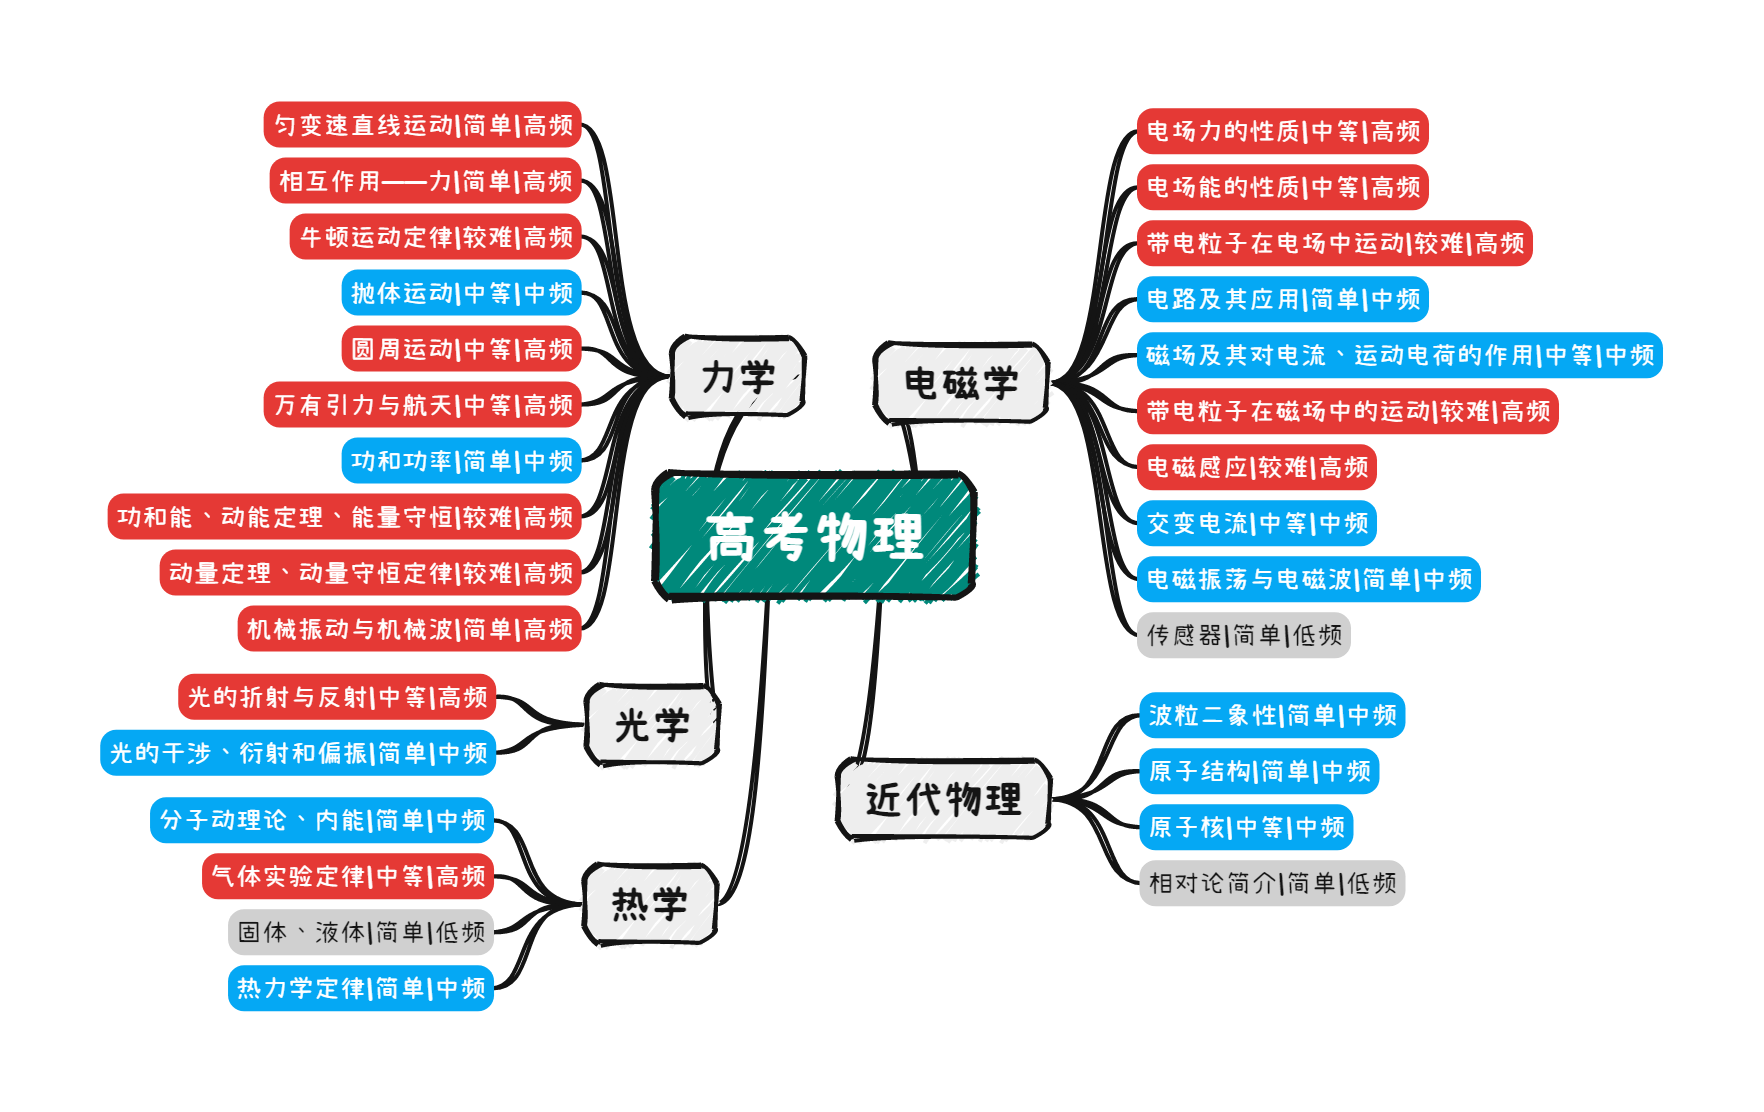 高考物理
力学
匀变速直线运动|简单|高频
相互作用——力|简单|高频
牛顿运动定律|较难|高频
抛体运动|中等|中频
圆周运动|中等|高频
万有引力与航天|中等|高频
功和功率|简单|中频
功和能、动能定理、能量守恒|较难|高频
动量定理、动量守恒定律|较难|高频
机械振动与机械波|简单|高频
光学
光的折射与反射|中等|高频
光的干涉、衍射和偏振|简单|中频
热学
分子动理论、内能|简单|中频
气体实验定律|中等|高频
固体、液体|简单|低频
热力学定律|简单|中频
电磁学
电场力的性质|中等|高频
电场能的性质|中等|高频
带电粒子在电场中运动|较难|高频
电路及其应用|简单|中频
磁场及其对电流、运动电荷的作用|中等|中频
带电粒子在磁场中的运动|较难|高频
电磁感应|较难|高频
交变电流|中等|中频
电磁振荡与电磁波|简单|中频
传感器|简单|低频
近代物理
波粒二象性|简单|中频
原子结构|简单|中频
原子核|中等|中频
相对论简介|简单|低频